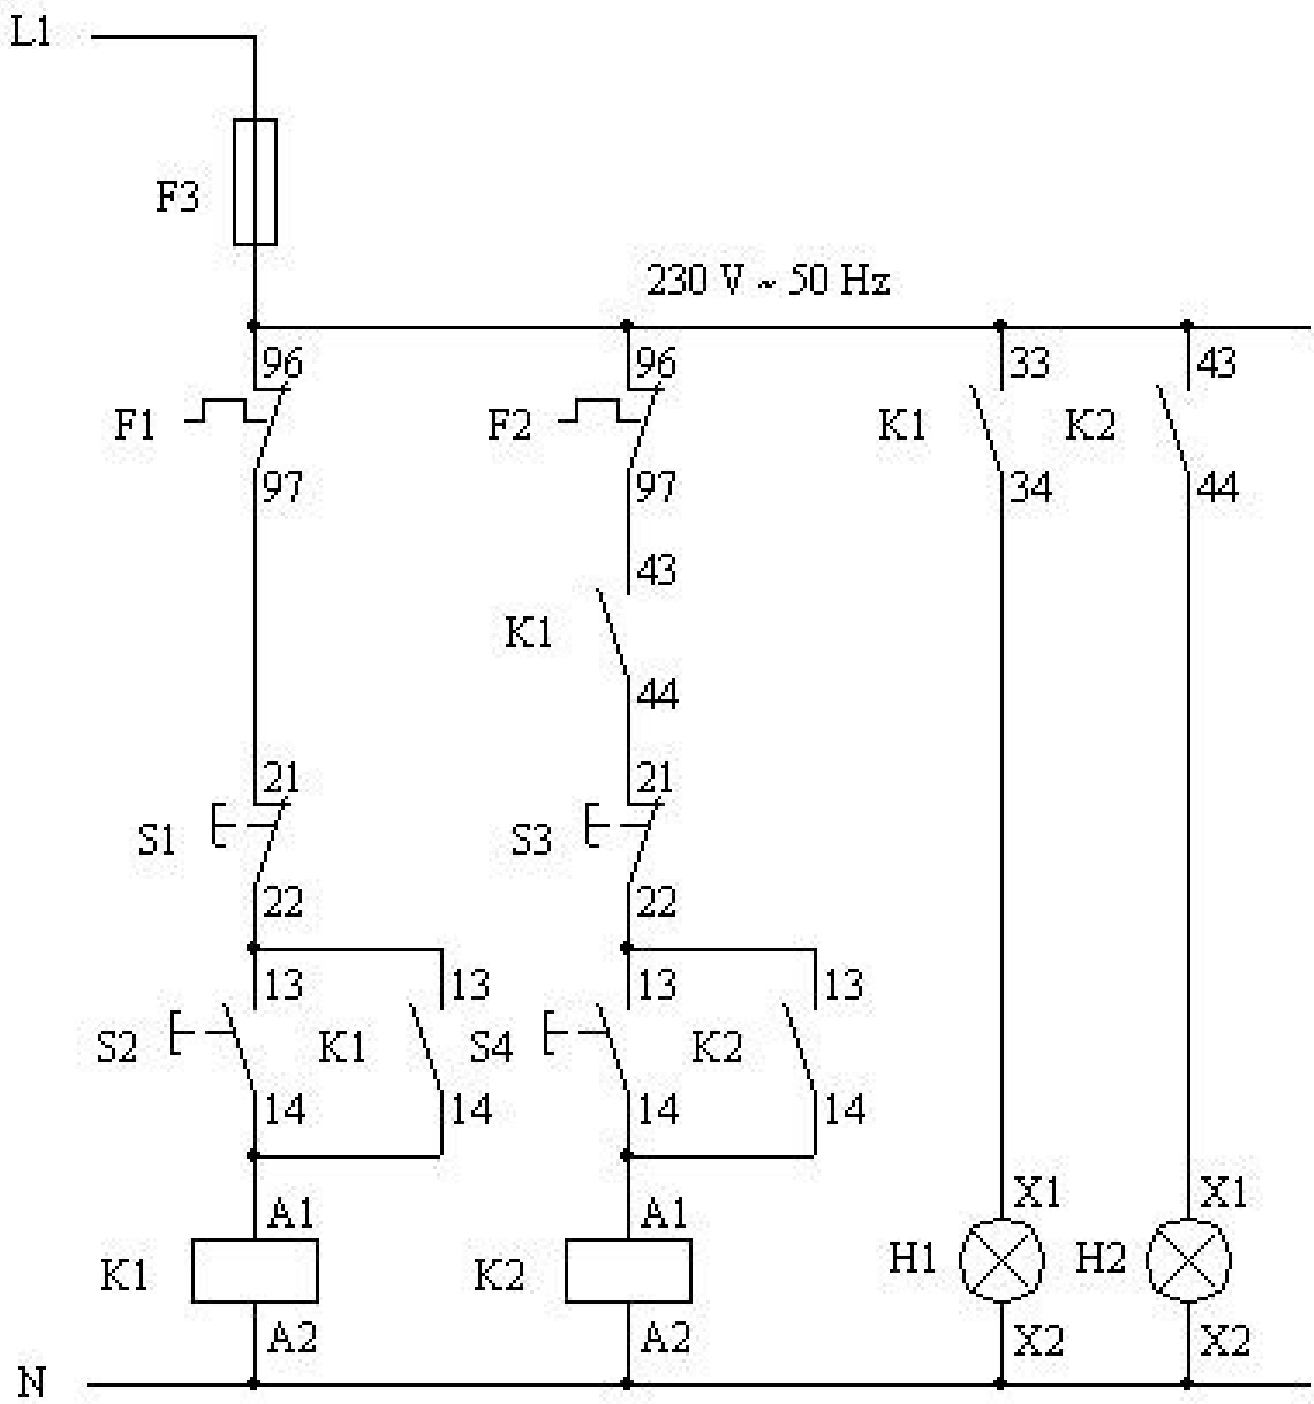 L1
F3
230 V ~ 50 Hz
96 96 33 43
F1 F2 K1 K2
97 97 34 44
43
K1
44
21 21
S1 S3
22 22
13 13 13 13
S2 K1 S4 K2
14 14 14 14
A1 A1 X1 X1
K1 K2 H1 H2
A2 A2 X2 X2
N